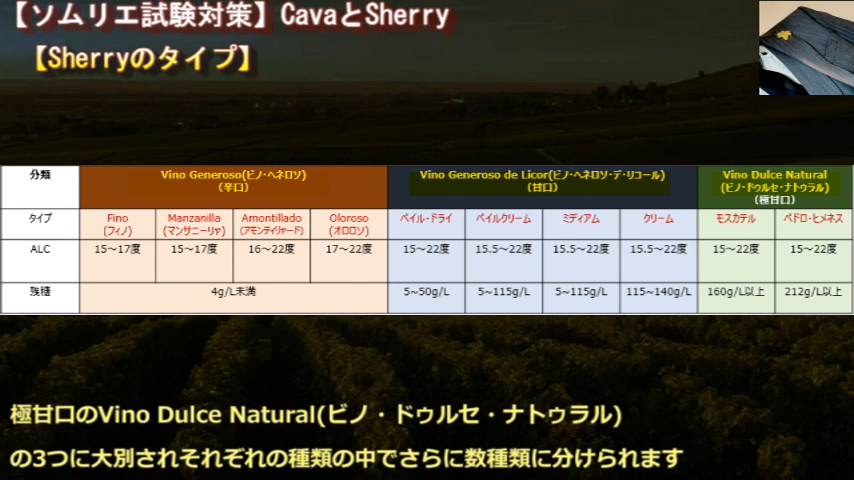 【ソムリエ試験対策】CavaとSherry
【Sherryのタイプ】
分類 Vino Generoso(ビノ・ヘネロソ) (辛口) Vino Generoso de Licor(ビノ・ヘネロソ・デ・リコール) (甘口) Vino Dulce Natural (ビノ・ドゥルセ・ナトゥラル) (極甘口)
タイプ Fino (フィノ) Manzanilla (マンサニーリャ) Amontillado (アモンティリャード) Oloroso (オロロソ) ペイル・ドライ ペイルクリーム ミディアム クリーム モスカテル ペドロ・ヒメネス
ALC 15～17度 15～17度 16～22度 17～22度 15～22度 15.5～22度 15.5～22度 15.5～22度 15～22度 15～22度
残糖 4g/L未満 5~50g/L 5~115g/L 5~115g/L 115~140g/L 160g/L以上 212g/L以上
極甘口のVino Dulce Natural(ビノ・ドゥルセ・ナトゥラル)
の3つに大別されそれぞれの種類の中でさらに数種類に分けられます